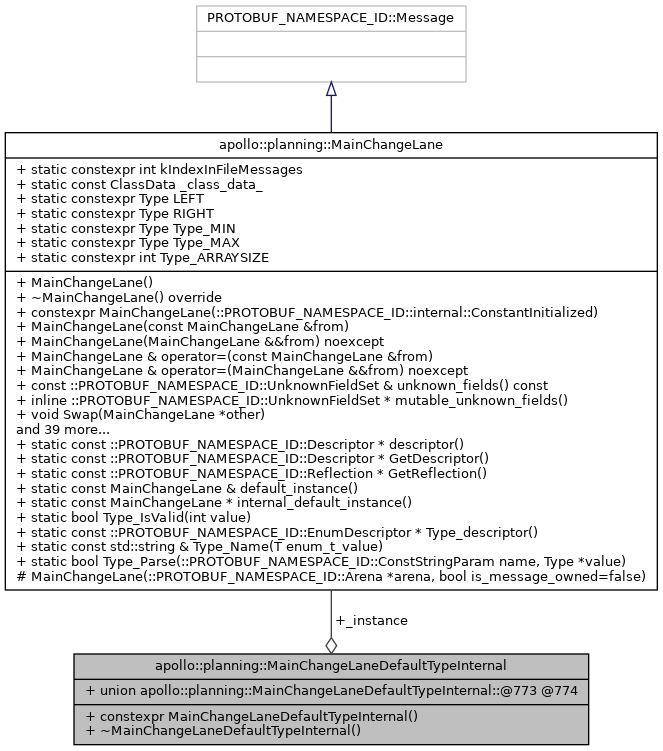 PROTOBUF_NAMESPACE_ID::Message
apollo::planning::MainChangeLane
+ static constexpr int kIndexInFileMessages
+ static const ClassData _class_data_
+ static constexpr Type LEFT
+ static constexpr Type RIGHT
+ static constexpr Type Type_MIN
+ static constexpr Type Type_MAX
+ static constexpr int Type_ARRAYSIZE
+ MainChangeLane()
+ ~MainChangeLane() override
+ constexpr MainChangeLane(::PROTOBUF_NAMESPACE_ID::internal::ConstantInitialized)
+ MainChangeLane(const MainChangeLane &from)
+ MainChangeLane(MainChangeLane &&from) noexcept
+ MainChangeLane & operator=(const MainChangeLane &from)
+ MainChangeLane & operator=(MainChangeLane &&from) noexcept
+ const ::PROTOBUF_NAMESPACE_ID::UnknownFieldSet & unknown_fields() const
+ inline ::PROTOBUF_NAMESPACE_ID::UnknownFieldSet * mutable_unknown_fields()
+ void Swap(MainChangeLane *other)
and 39 more...
+ static const ::PROTOBUF_NAMESPACE_ID::Descriptor * descriptor()
+ static const ::PROTOBUF_NAMESPACE_ID::Descriptor * GetDescriptor()
+ static const ::PROTOBUF_NAMESPACE_ID::Reflection * GetReflection()
+ static const MainChangeLane & default_instance()
+ static const MainChangeLane * internal_default_instance()
+ static bool Type_IsValid(int value)
+ static const ::PROTOBUF_NAMESPACE_ID::EnumDescriptor * Type_descriptor()
+ static const std::string & Type_Name(T enum_t_value)
+ static bool Type_Parse(::PROTOBUF_NAMESPACE_ID::ConstStringParam name, Type *value)
# MainChangeLane(::PROTOBUF_NAMESPACE_ID::Arena *arena, bool is_message_owned=false)
+_instance
apollo::planning::MainChangeLaneDefaultTypeInternal
+ union apollo::planning::MainChangeLaneDefaultTypeInternal::@773 @774
+ constexpr MainChangeLaneDefaultTypeInternal()
+ ~MainChangeLaneDefaultTypeInternal()